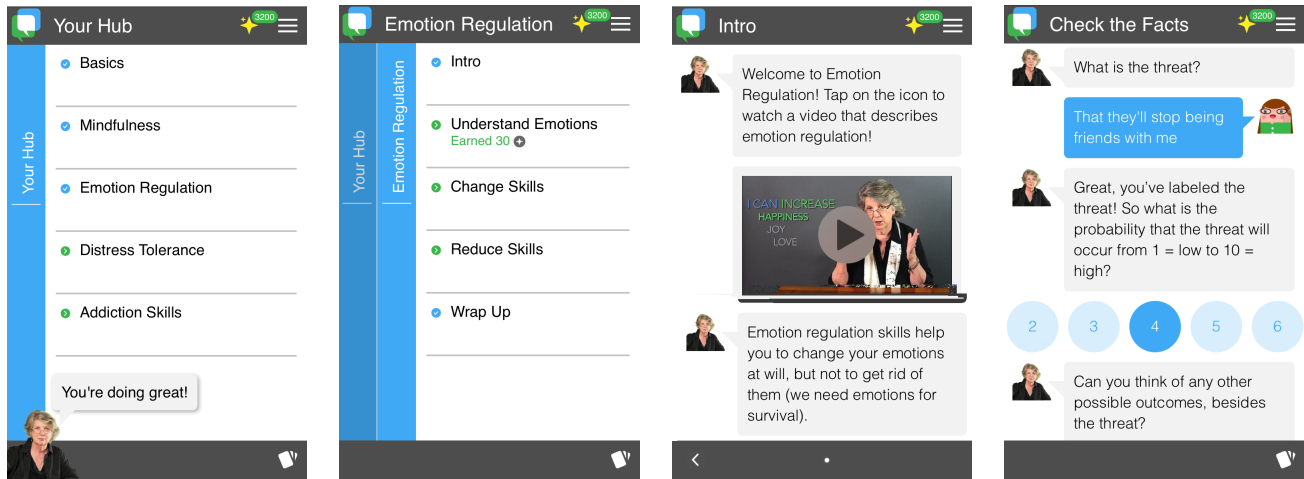 Your Hub
3200
Your Hub
Basics
Mindfulness
Emotion Regulation
Distress Tolerance
Addiction Skills
You're doing great!
Emotion Regulation
3200
Your Hub
Emotion Regulation
Intro
Understand Emotions
Earned 30
Change Skills
Reduce Skills
Wrap Up
Intro
3200
Welcome to Emotion
Regulation! Tap on the icon to
watch a video that describes
emotion regulation!
I CAN INCREASE
HAPPINESS
JOY
LOVE
Emotion regulation skills help
you to change your emotions
at will, but not to get rid of
them (we need emotions for
survival).
Check the Facts
3200
What is the threat?
That they'll stop being
friends with me
Great, you've labeled the
threat! So what is the
probability that the threat will
occur from 1 = low to 10 =
high?
2 3 4 5 6
Can you think of any other
possible outcomes, besides
the threat?